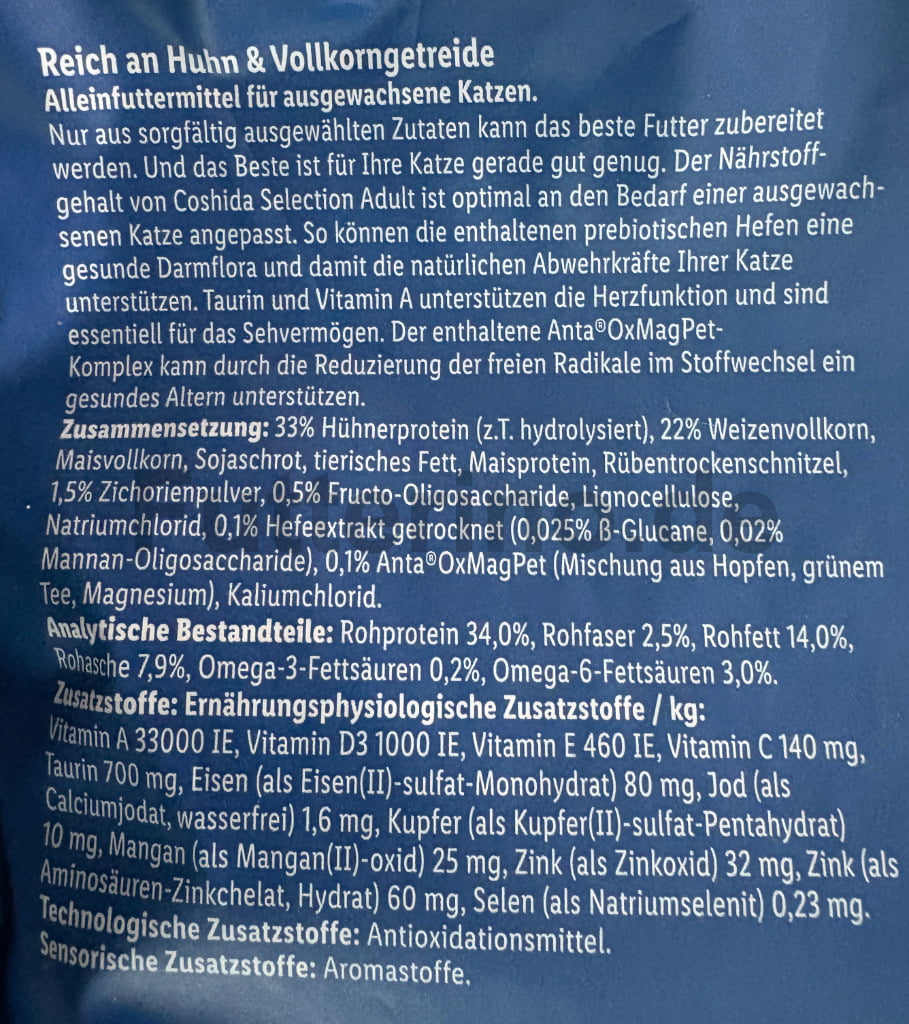 Reich an Huhn & Vollkorngetreide
Alleinfuttermittel für ausgewachsene Katzen.
Nur aus sorgfältig ausgewählten Zutaten kann das beste Futter zubereitet
werden. Und das Beste ist für Ihre Katze gerade gut genug. Der Nährstoff-
gehalt von Coshida Selection Adult ist optimal an den Bedarf einer ausgewach-
senen Katze angepasst. So können die enthaltenen prebiotischen Hefen eine
gesunde Darmflora und damit die natürlichen Abwehrkräfte Ihrer Katze
unterstützen. Taurin und Vitamin A unterstützen die Herzfunktion und sind
essentiell für das Sehvermögen. Der enthaltene Anta®OxMagPet-
Komplex kann durch die Reduzierung der freien Radikale im Stoffwechsel ein
gesundes Altern unterstützen.
Zusammensetzung: 33% Hühnerprotein (z.T. hydrolysiert), 22% Weizenvollkorn,
Maisvollkorn, Sojaschrot, tierisches Fett, Maisprotein, Rübentrockenschnitzel,
1,5% Zichorienpulver, 0,5% Fructo-Oligosaccharide, Lignocellulose,
Natriumchlorid, 0,1% Hefeextrakt getrocknet (0,025% ß-Glucane, 0,02%
Mannan-Oligosaccharide), 0,1% Anta®OxMagPet (Mischung aus Hopfen, grünem
Tee, Magnesium), Kaliumchlorid.
Analytische Bestandteile: Rohprotein 34,0%, Rohfaser 2,5%, Rohfett 14,0%,
Rohasche 7,9%, Omega-3-Fettsäuren 0,2%, Omega-6-Fettsäuren 3,0%.
Zusatzstoffe: Ernährungsphysiologische Zusatzstoffe / kg:
Vitamin A 33000 IE, Vitamin D3 1000 IE, Vitamin E 460 IE, Vitamin C 140 mg,
Taurin 700 mg, Eisen (als Eisen(II)-sulfat-Monohydrat) 80 mg, Jod (als
Calciumjodat, wasserfrei) 1,6 mg, Kupfer (als Kupfer(II)-sulfat-Pentahydrat)
10 mg, Mangan (als Mangan(II)-oxid) 25 mg, Zink (als Zinkoxid) 32 mg, Zink (als
Aminosäuren-Zinkchelat, Hydrat) 60 mg, Selen (als Natriumselenit) 0,23 mg.
Technologische Zusatzstoffe: Antioxidationsmittel.
Sensorische Zusatzstoffe: Aromastoffe.